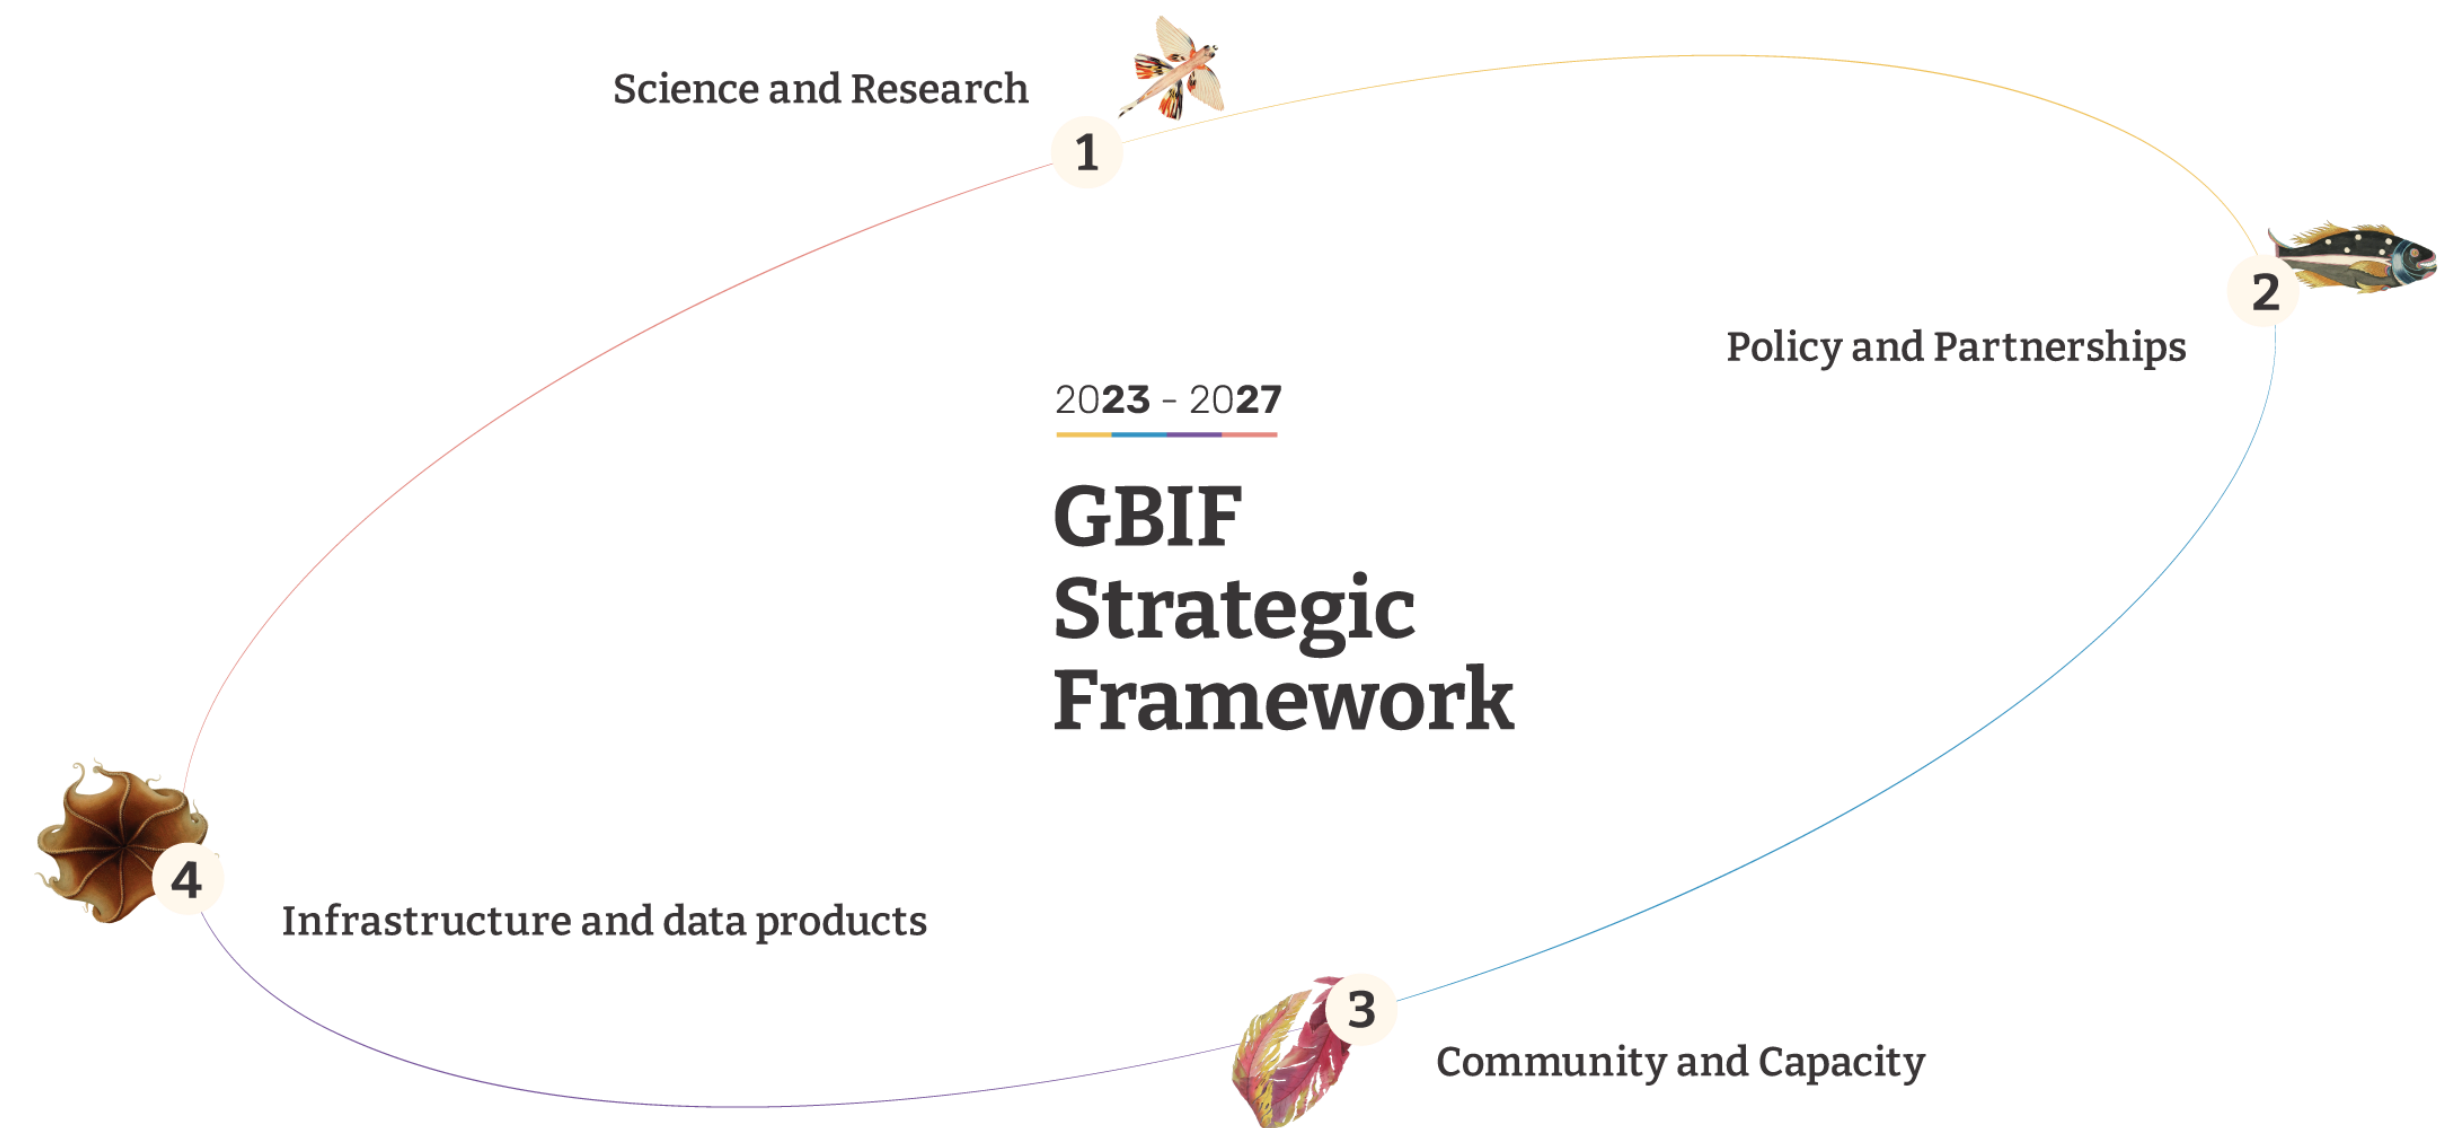 Science and Research
1
2
Policy and Partnerships
2023 - 2027
GBIF
Strategic
Framework
4
Infrastructure and data products
3
Community and Capacity